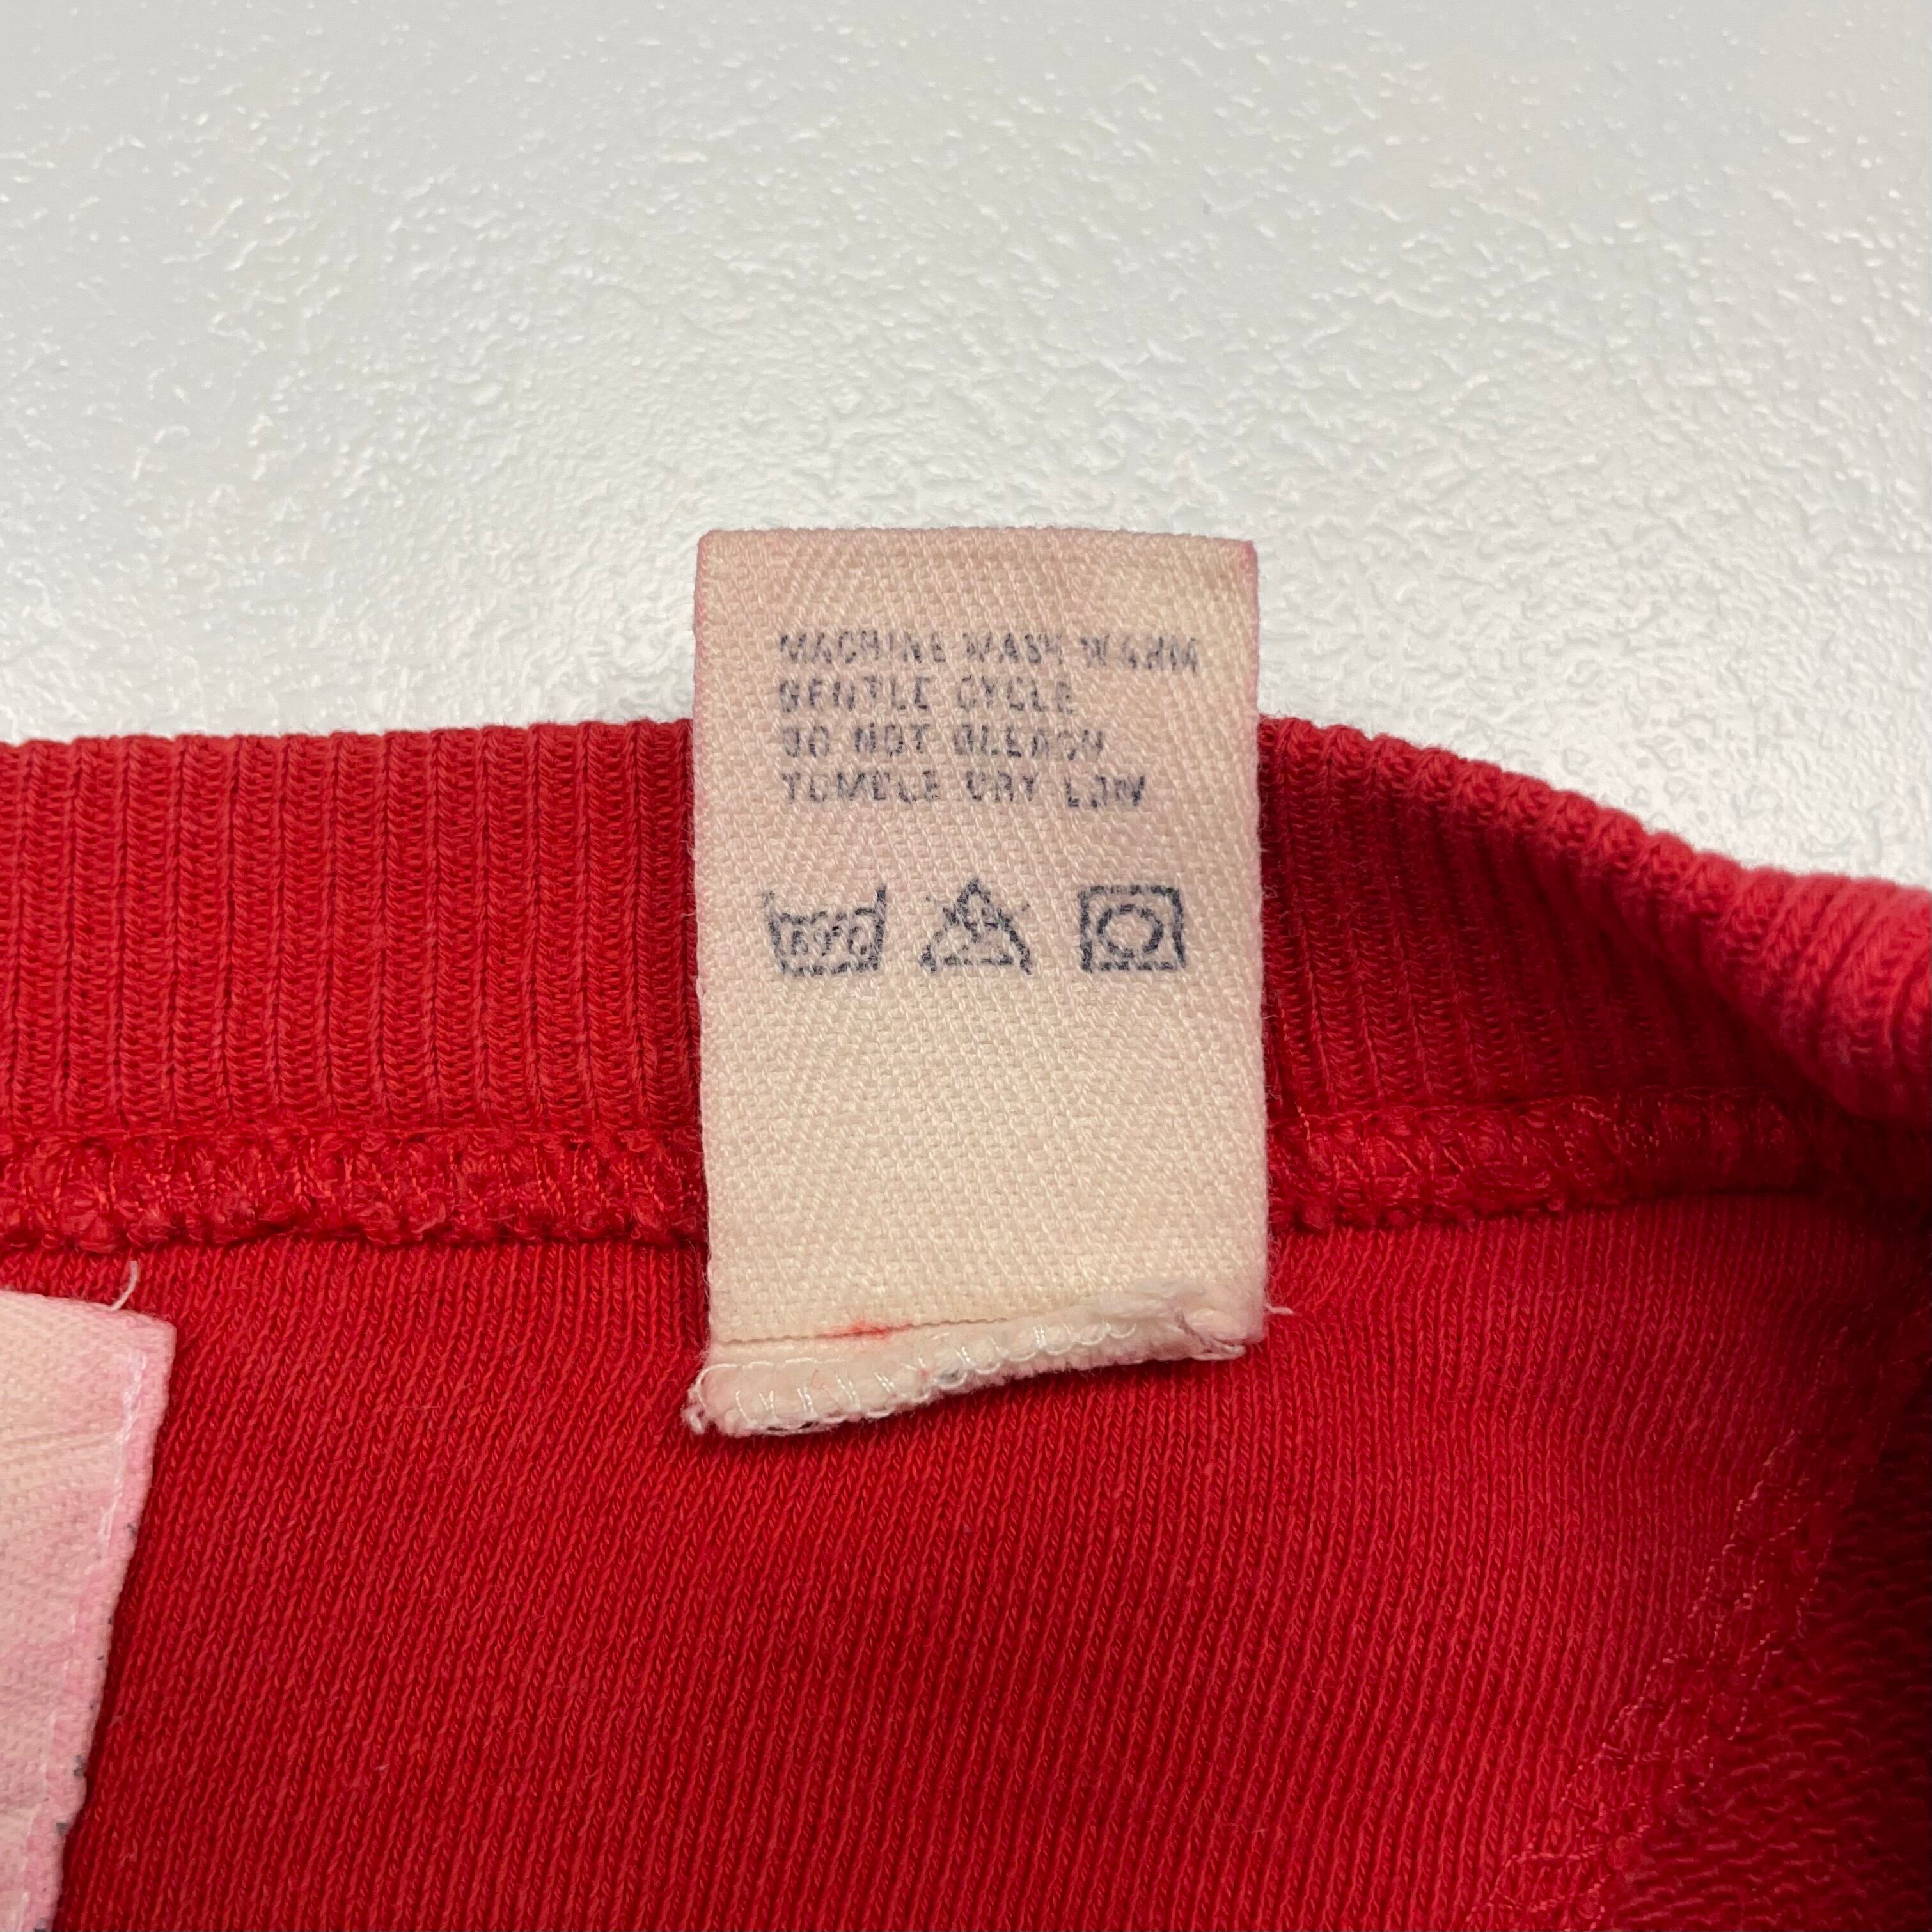 MACHINE WASH WARM
GENTLE CYCLE
DO NOT BLEACH
TUMBLE DRY LOW